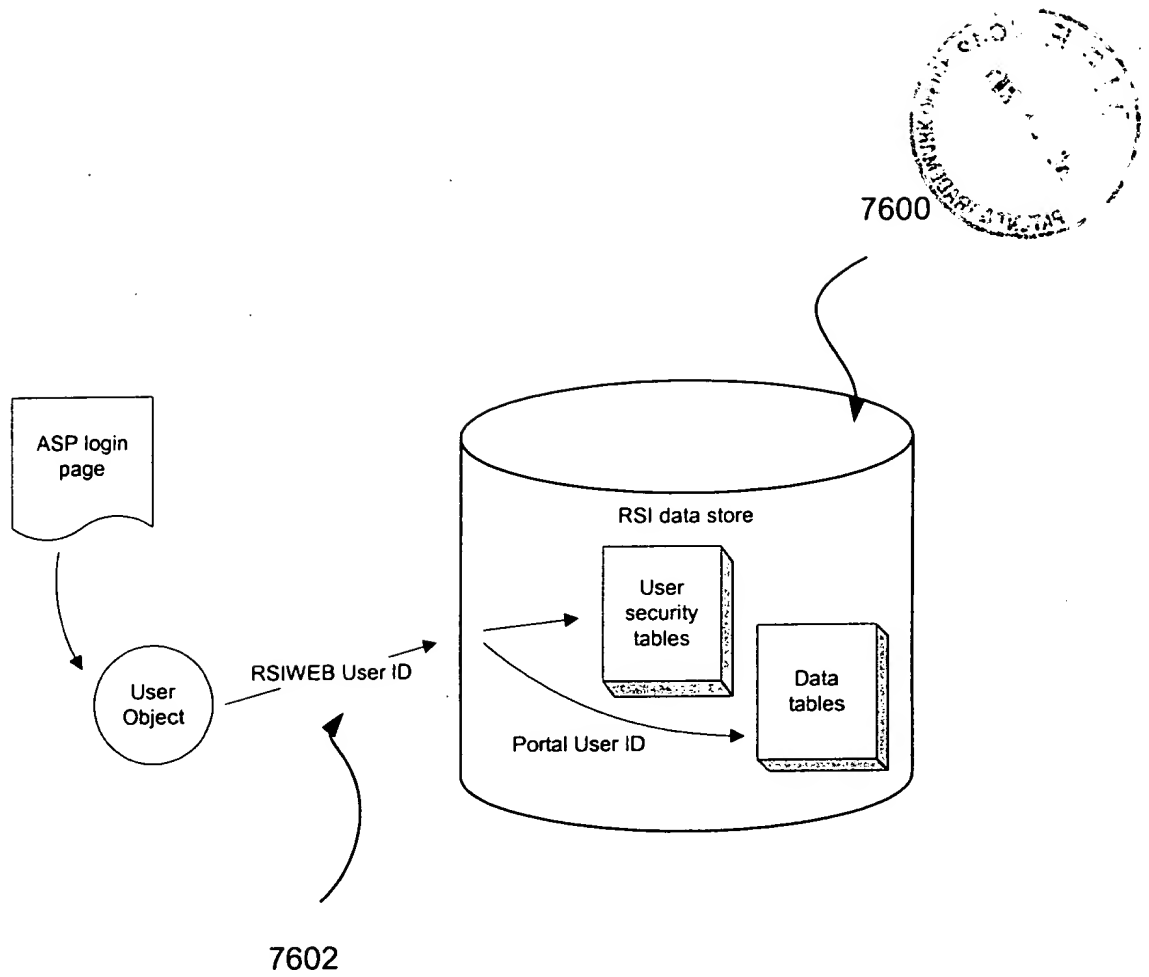 7600
ASP login
page
RSI data store
User
security
tables
RSIWEB User ID
User
Object
Data
tables
Portal User ID
7602